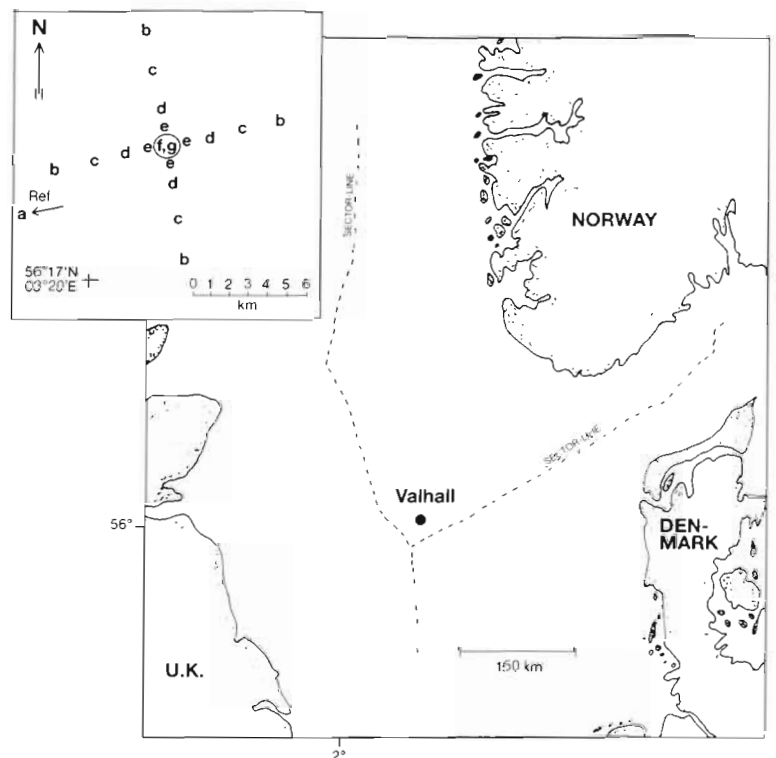 N
b
c
d
e
b c d e f,g e d c b
e
d
c
b
Ref
a
56°17'N
03°20'E
0 1 2 3 4 5 6
km
SECTOR LINE
NORWAY
SECTOR LINE
Valhall
56°
DEN-
MARK
150 km
U.K.
2°